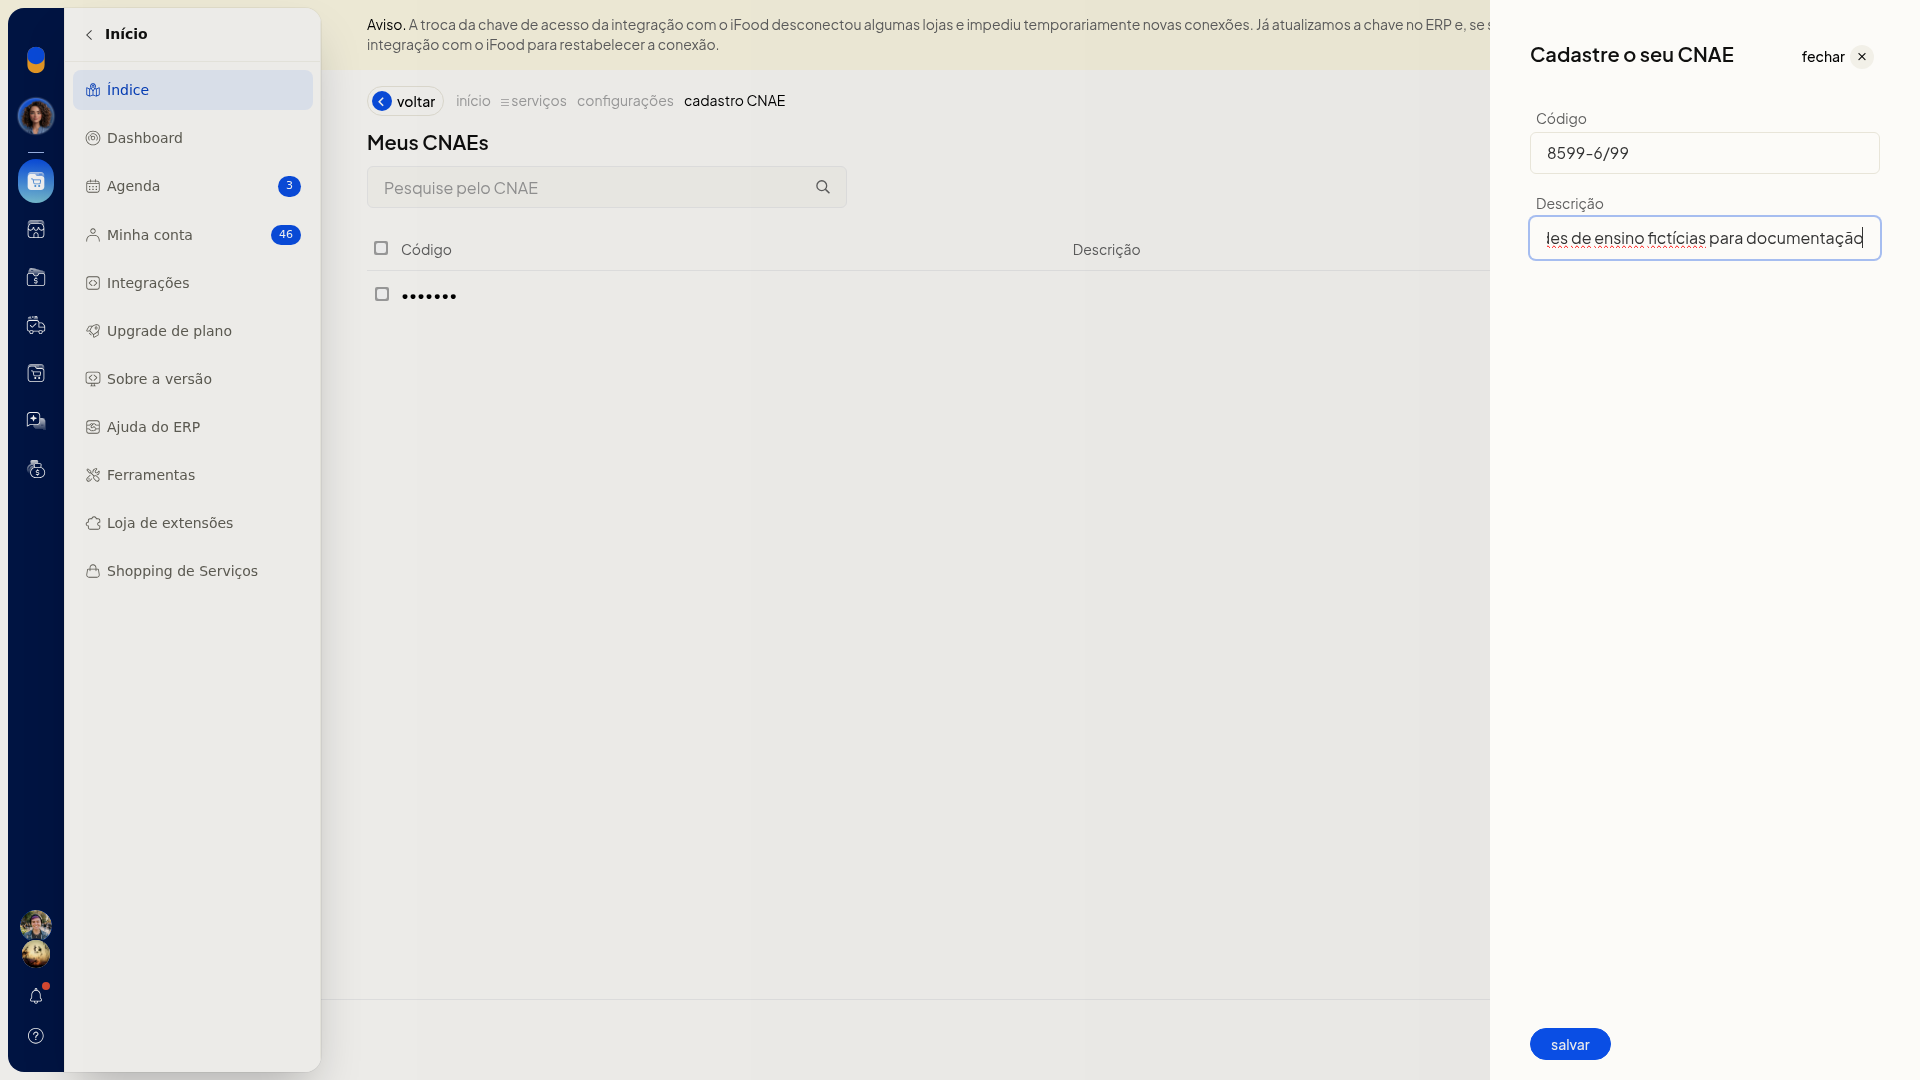 Início
Índice
Dashboard
Agenda 3
Minha conta 46
Integrações
Upgrade de plano
Sobre a versão
Ajuda do ERP
Ferramentas
Loja de extensões
Shopping de Serviços
Aviso. A troca da chave de acesso da integração com o iFood desconectou algumas lojas e impediu temporariamente novas conexões. Já atualizamos a chave no ERP e, se
integração com o iFood para restabelecer a conexão.
voltar início serviços configurações cadastro CNAE
Meus CNAEs
Pesquise pelo CNAE
Código Descrição
•••••••
Cadastre o seu CNAE fechar
Código
8599-6/99
Descrição
de ensino fictícias para documentação
salvar